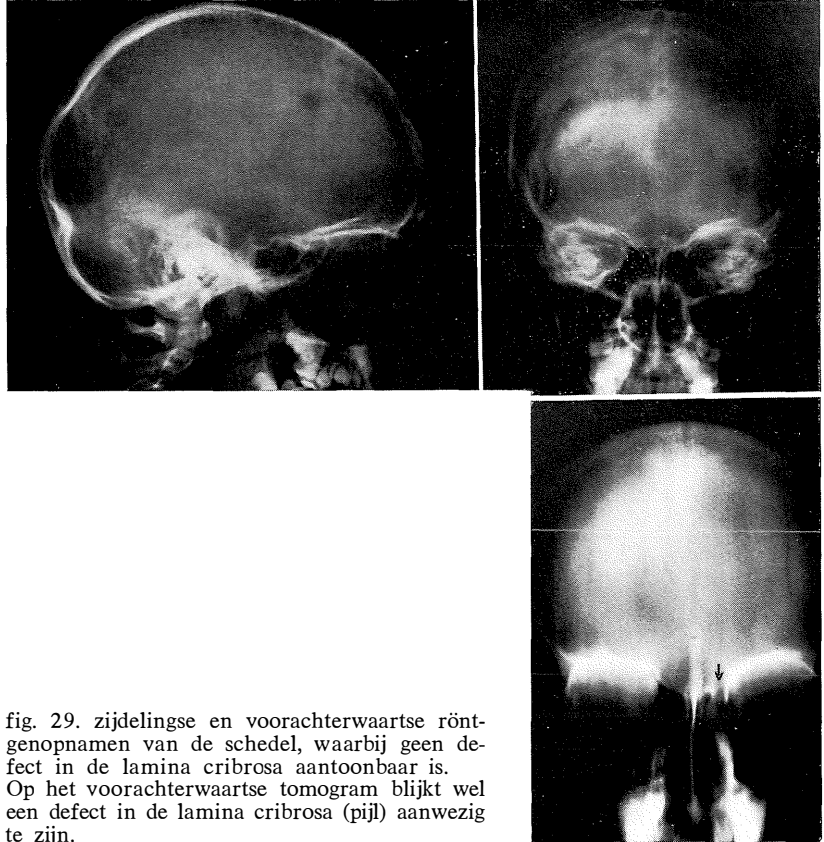 fig. 29. zijdelingse en voorachterwaartse rönt-
genopnamen van de schedel, waarbij geen de-
fect in de lamina cribrosa aantoonbaar is.
Op het voorachterwaartse tomogram blijkt wel
een defect in de lamina cribrosa (pijl) aanwezig
te zijn.